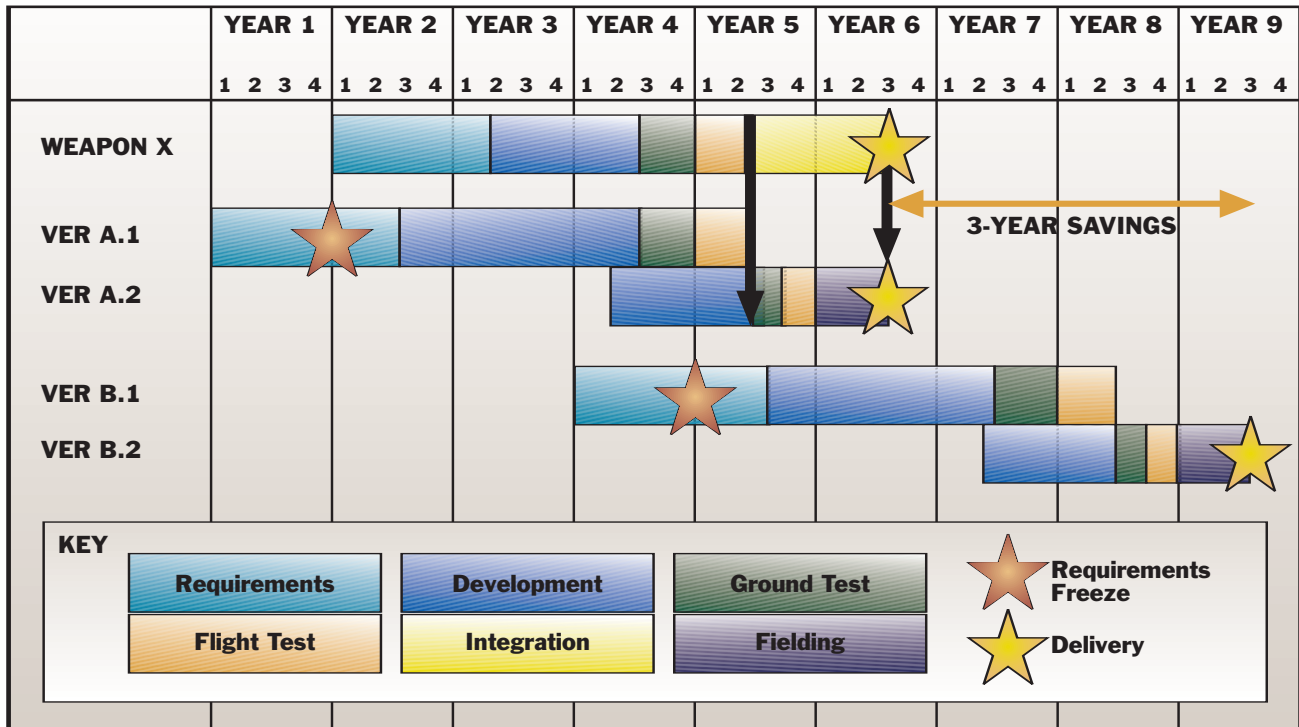 YEAR 1 YEAR 2 YEAR 3 YEAR 4 YEAR 5 YEAR 6 YEAR 7 YEAR 8 YEAR 9
1 2 3 4 1 2 3 4 1 2 3 4 1 2 3 4 1 2 3 4 1 2 3 4 1 2 3 4 1 2 3 4 1 2 3 4
WEAPON X
VER A.1
3-YEAR SAVINGS
VER A.2
VER B.1
VER B.2
KEY
Requirements
Development
Ground Test
Requirements
Freeze
Flight Test
Integration
Fielding
Delivery